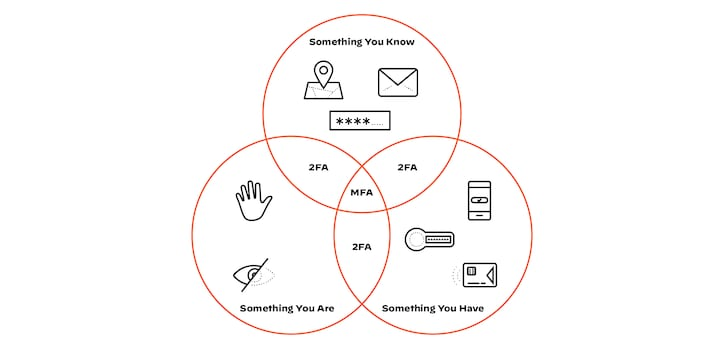 Something You Know
****
2FA
2FA
MFA
2FA
Something You Are
Something You Have